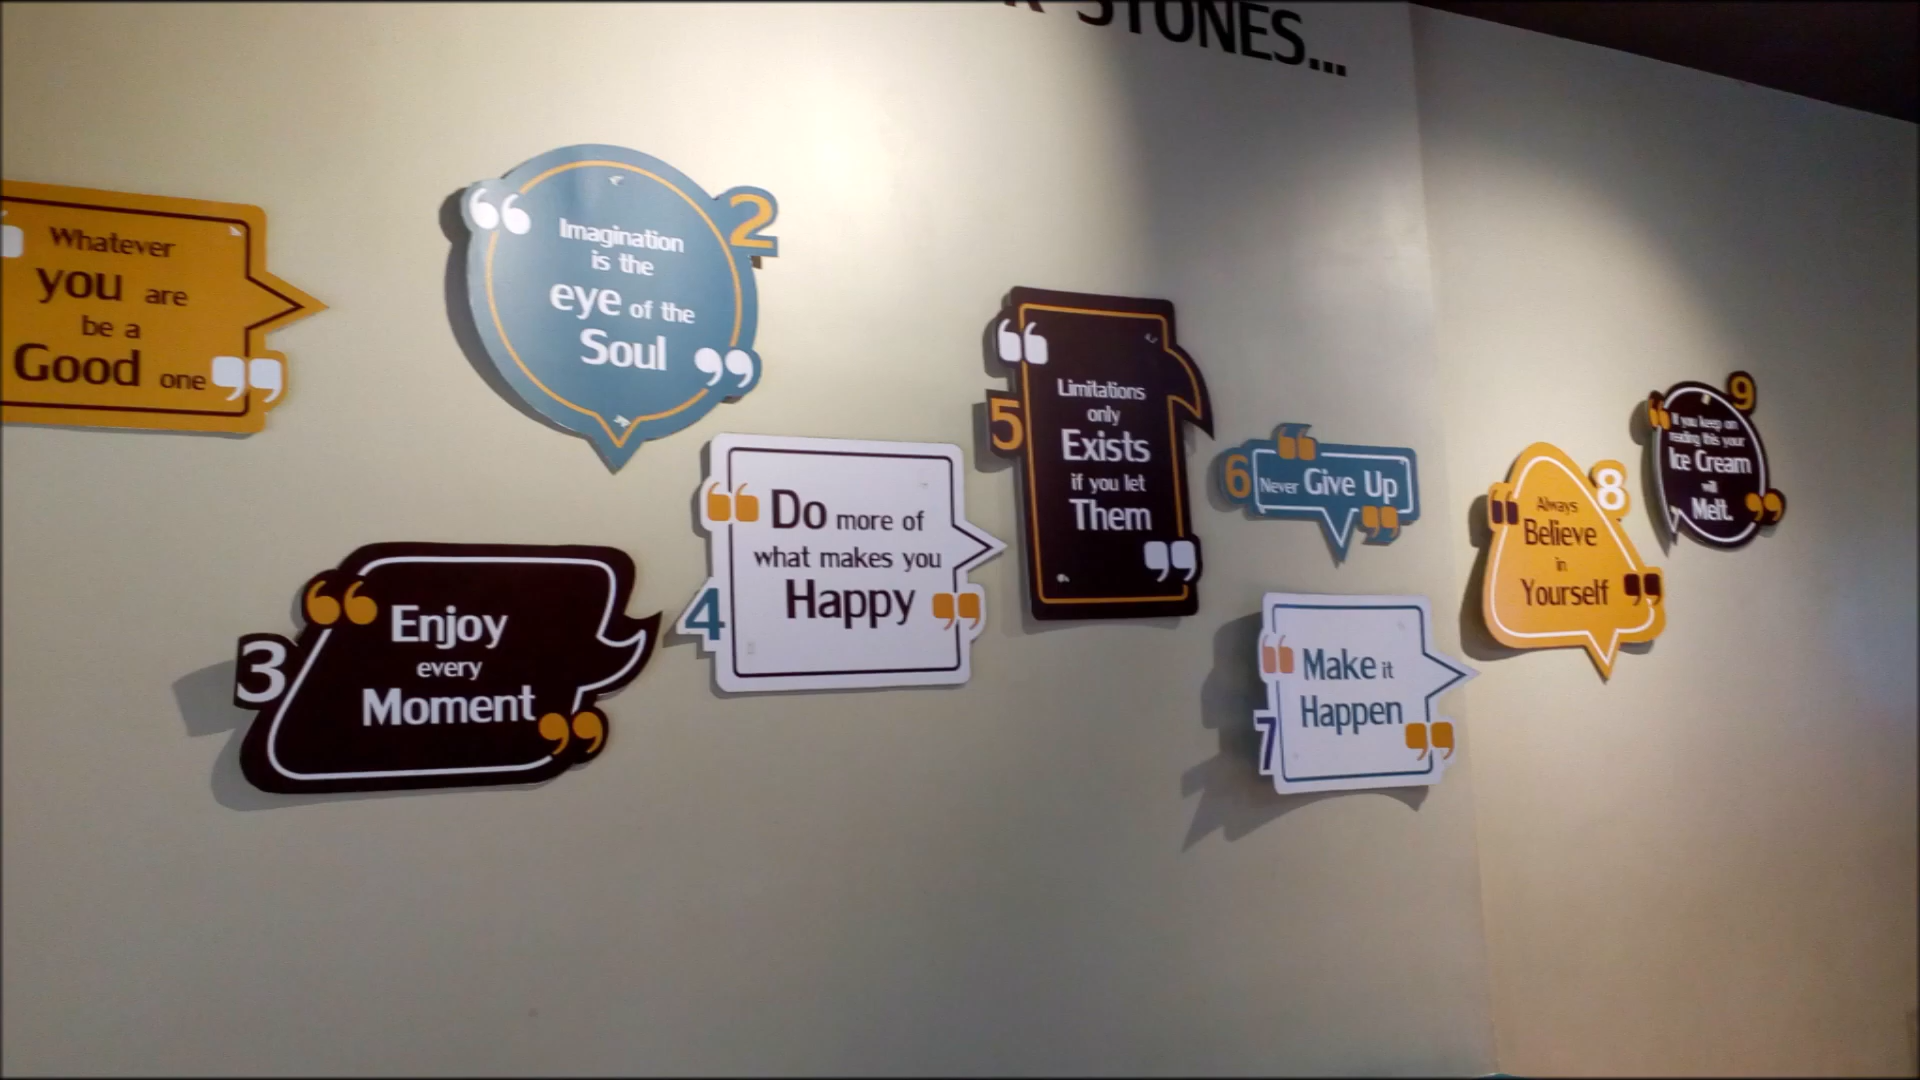 STONES...
Whatever
you are
be a
Good one
2
Imagination
is the
eye of the
Soul
3
Enjoy
every
Moment
4
Do more of
what makes you
Happy
5
Limitations
only
Exists
if you let
Them
6
Never Give Up
7
Make it
Happen
8
Always
Believe
in
Yourself
9
If you keep on
reading this your
Ice Cream
will
Melt.